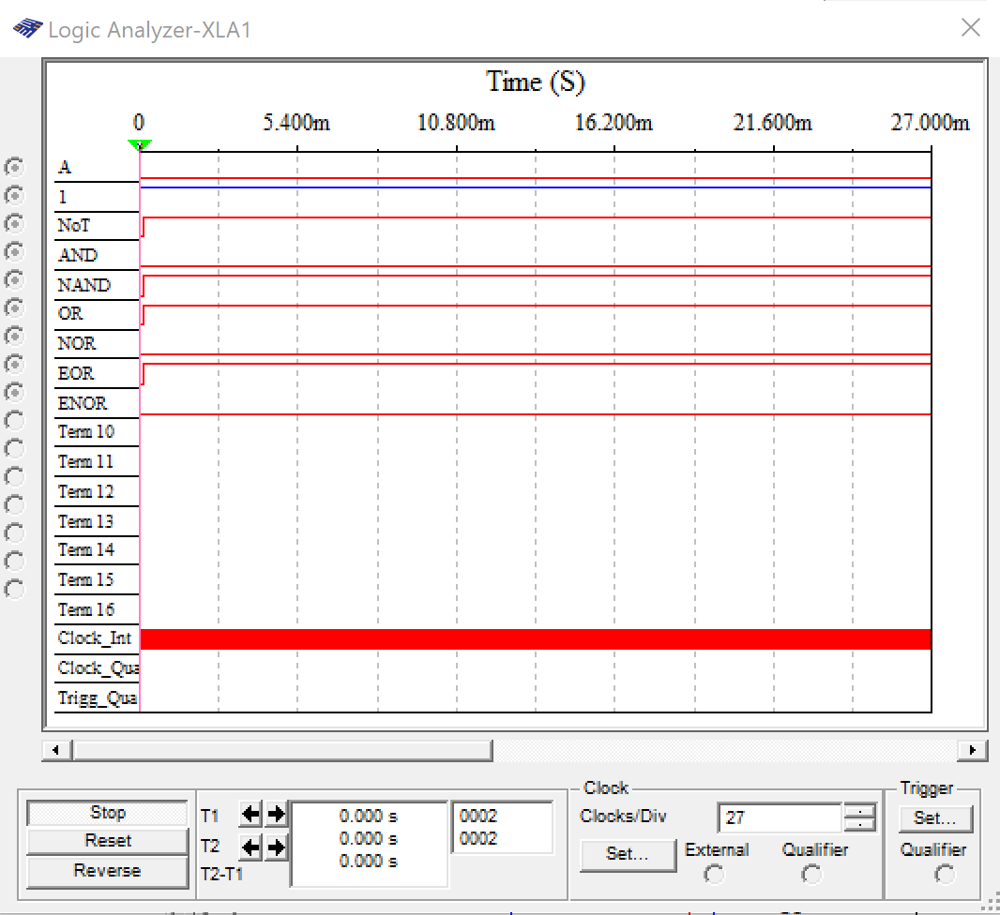 Logic Analyzer-XLA1
Time (S)
0 5.400m 10.800m 16.200m 21.600m 27.000m
A
1
NoT
AND
NAND
OR
NOR
EOR
ENOR
Term 10
Term 11
Term 12
Term 13
Term 14
Term 15
Term 16
Clock_Int
Clock_Qua
Trigg_Qua
Stop
Reset
Reverse
T1 0.000 s 0002
T2 0.000 s 0002
T2-T1 0.000 s
Clock
Clocks/Div 27
Set... External Qualifier
Trigger
Set...
Qualifier